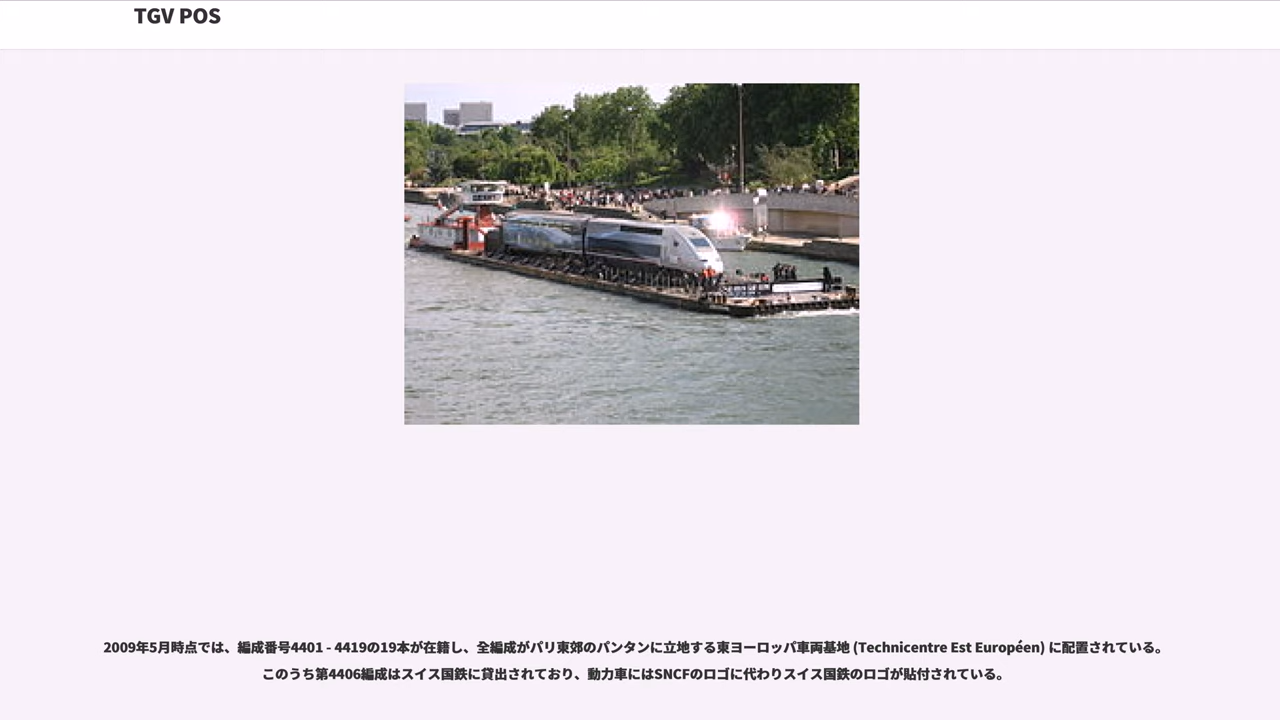 TGV POS
2009年5月時点では、編成番号4401 - 4419の19本が在籍し、全編成がパリ東郊のパンタンに立地する東ヨーロッパ車両基地 (Technicentre Est Européen) に配置されている。
このうち第4406編成はスイス国鉄に貸出されており、動力車にはSNCFのロゴに代わりスイス国鉄のロゴが貼付されている。